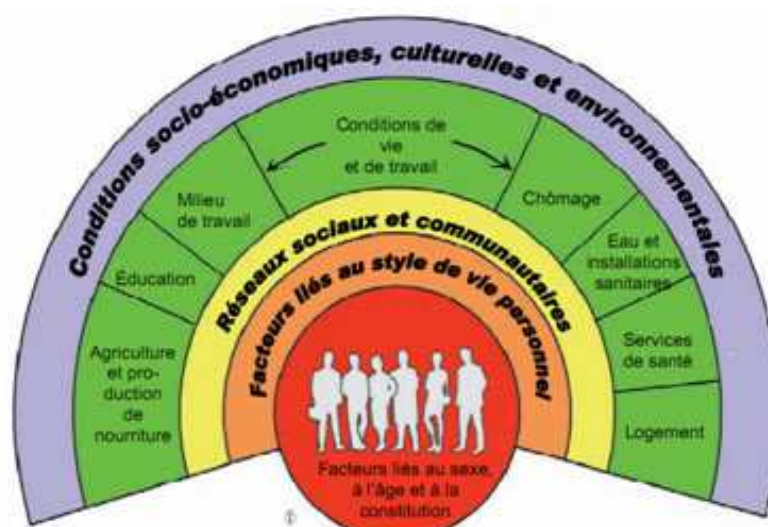 Conditions socio-économiques, culturelles et environnementales
Conditions de
vie
et de travail
Milieu
de travail
Éducation
Agriculture
et pro-
duction
de
nourriture
Chômage
Eau et
installations
sanitaires
Services
de santé
Logement
Réseaux sociaux et communautaires
Facteurs liés au style de vie personnel
Facteurs liés au sexe,
à l'âge et à la
constitution